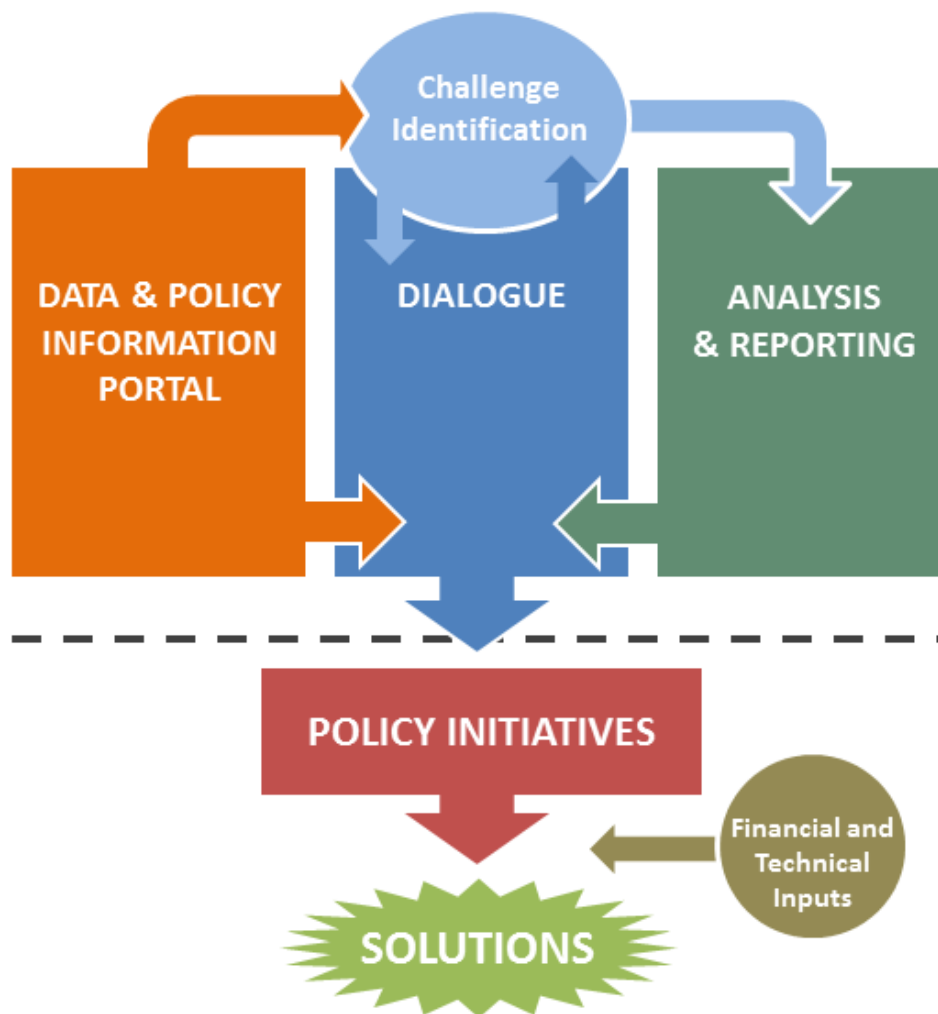 Challenge
Identification
DATA & POLICY
INFORMATION
PORTAL
DIALOGUE
ANALYSIS
& REPORTING
POLICY INITIATIVES
Financial and
Technical
Inputs
SOLUTIONS